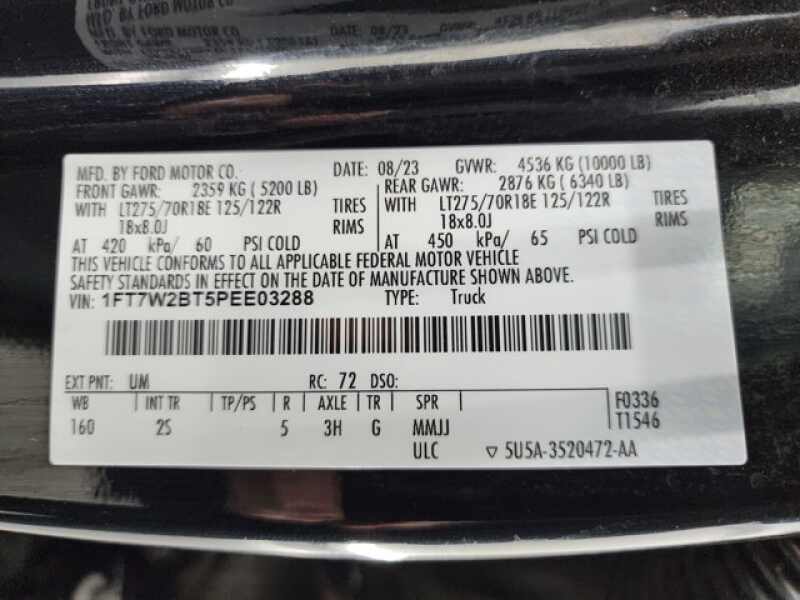 MFD. BY FORD MOTOR CO. DATE: 08/23 GVWR: 4536 KG (10000 LB)
FRONT GAWR: 2359 KG ( 5200 LB) REAR GAWR: 2876 KG ( 6340 LB)
WITH LT275/70R18E 125/122R TIRES WITH LT275/70R18E 125/122R TIRES
18x8.0J RIMS 18x8.0J RIMS
AT 420 kPa/ 60 PSI COLD AT 450 kPa/ 65 PSI COLD
THIS VEHICLE CONFORMS TO ALL APPLICABLE FEDERAL MOTOR VEHICLE
SAFETY STANDARDS IN EFFECT ON THE DATE OF MANUFACTURE SHOWN ABOVE.
VIN: 1FT7W2BT5PEE03288 TYPE: Truck
EXT PNT: UM RC: 72 DSO:
WB INT TR TP/PS R AXLE TR SPR F0336
160 2S 5 3H G MMJJ T1546
ULC ▽ 5U5A-3520472-AA